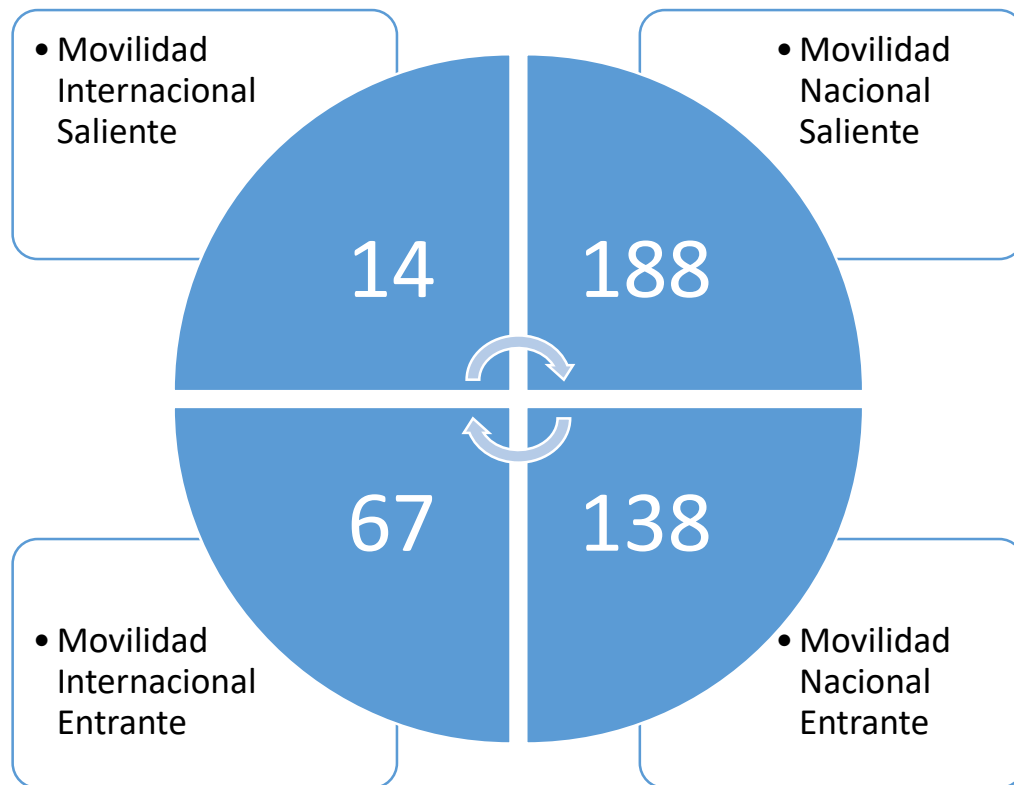 • Movilidad
Internacional
Saliente
• Movilidad
Nacional
Saliente
14
188
67
138
• Movilidad
Internacional
Entrante
• Movilidad
Nacional
Entrante